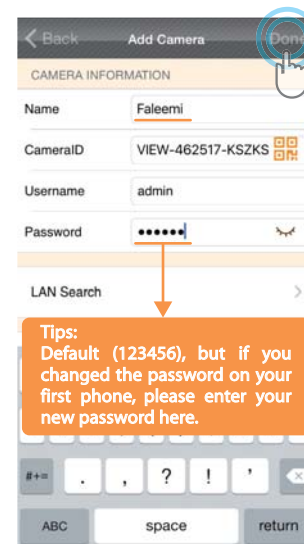 Back Add Camera Done
CAMERA INFORMATION
Name Faleemi
CameraID VIEW-462517-KSZKS
Username admin
Password ••••••
LAN Search
Tips:
Default (123456), but if you
changed the password on your
first phone, please enter your
new password here.
#+= . , ? ! '
ABC space return